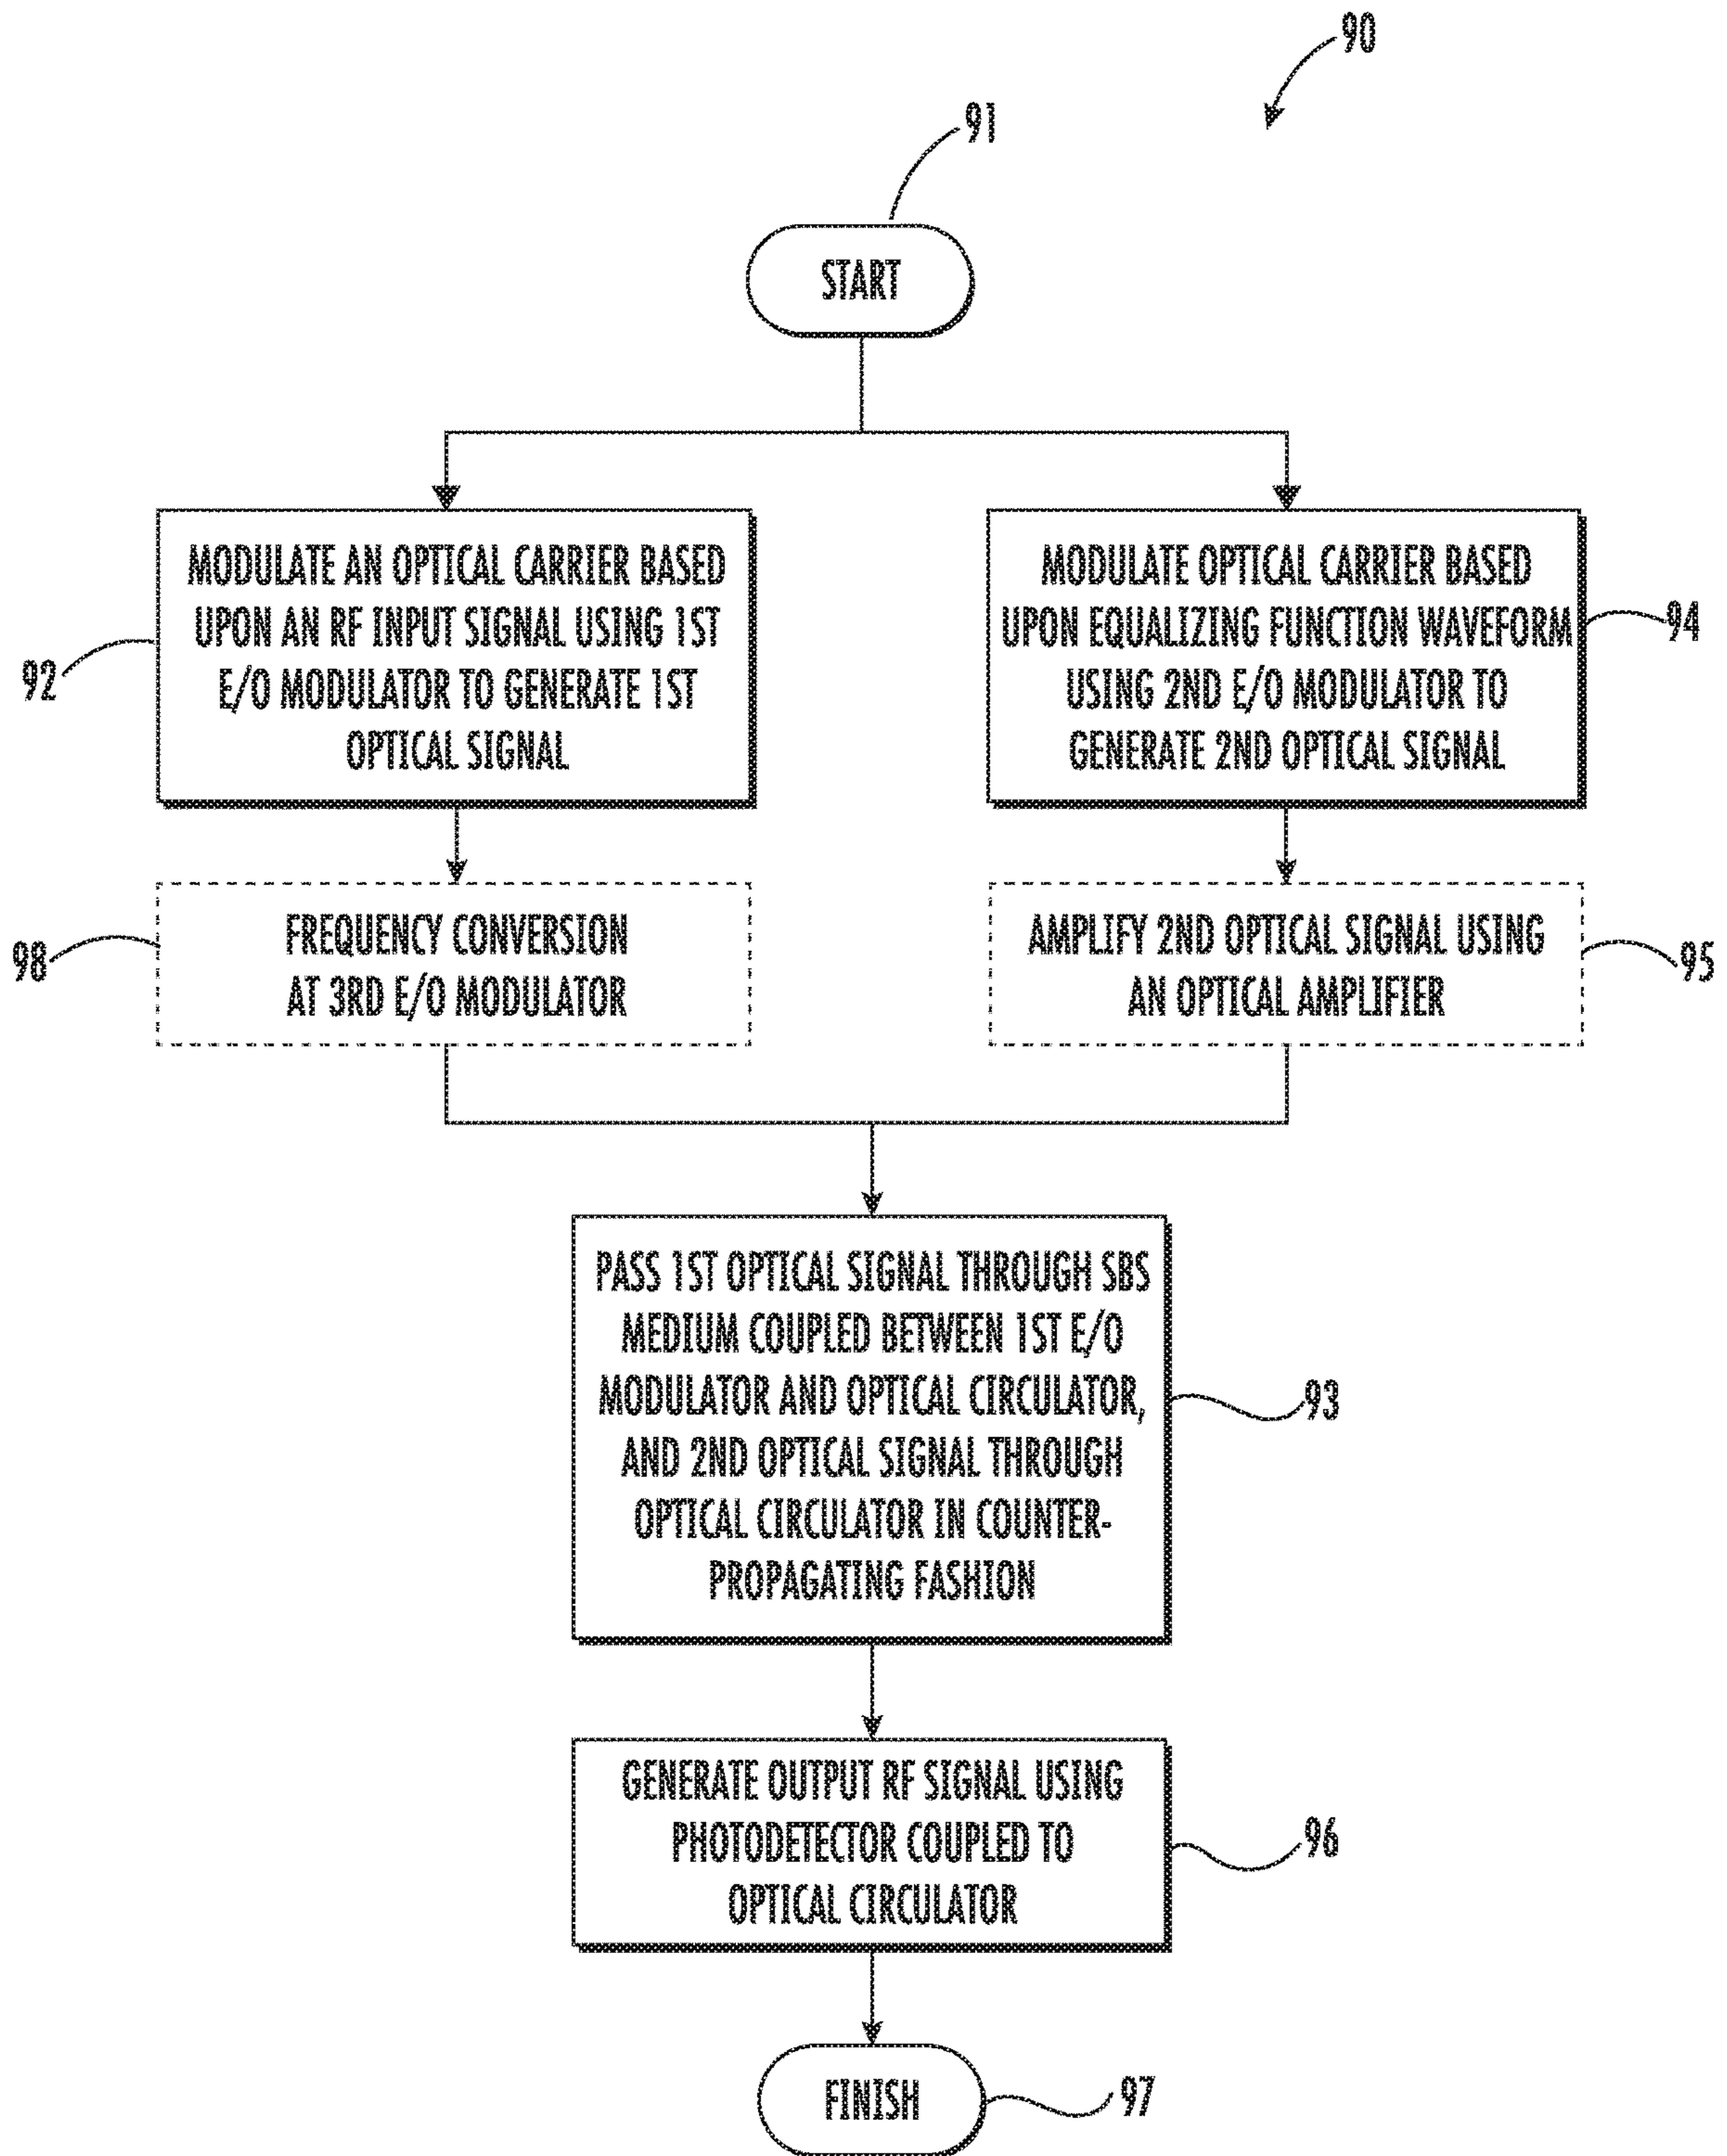 90
91
START
MODULATE AN OPTICAL CARRIER BASED
UPON AN RF INPUT SIGNAL USING 1ST
E/O MODULATOR TO GENERATE 1ST
OPTICAL SIGNAL
92
MODULATE OPTICAL CARRIER BASED
UPON EQUALIZING FUNCTION WAVEFORM
USING 2ND E/O MODULATOR TO
GENERATE 2ND OPTICAL SIGNAL
94
FREQUENCY CONVERSION
AT 3RD E/O MODULATOR
98
AMPLIFY 2ND OPTICAL SIGNAL USING
AN OPTICAL AMPLIFIER
95
PASS 1ST OPTICAL SIGNAL THROUGH SBS
MEDIUM COUPLED BETWEEN 1ST E/O
MODULATOR AND OPTICAL CIRCULATOR,
AND 2ND OPTICAL SIGNAL THROUGH
OPTICAL CIRCULATOR IN COUNTER-
PROPAGATING FASHION
93
GENERATE OUTPUT RF SIGNAL USING
PHOTODETECTOR COUPLED TO
OPTICAL CIRCULATOR
96
FINISH
97